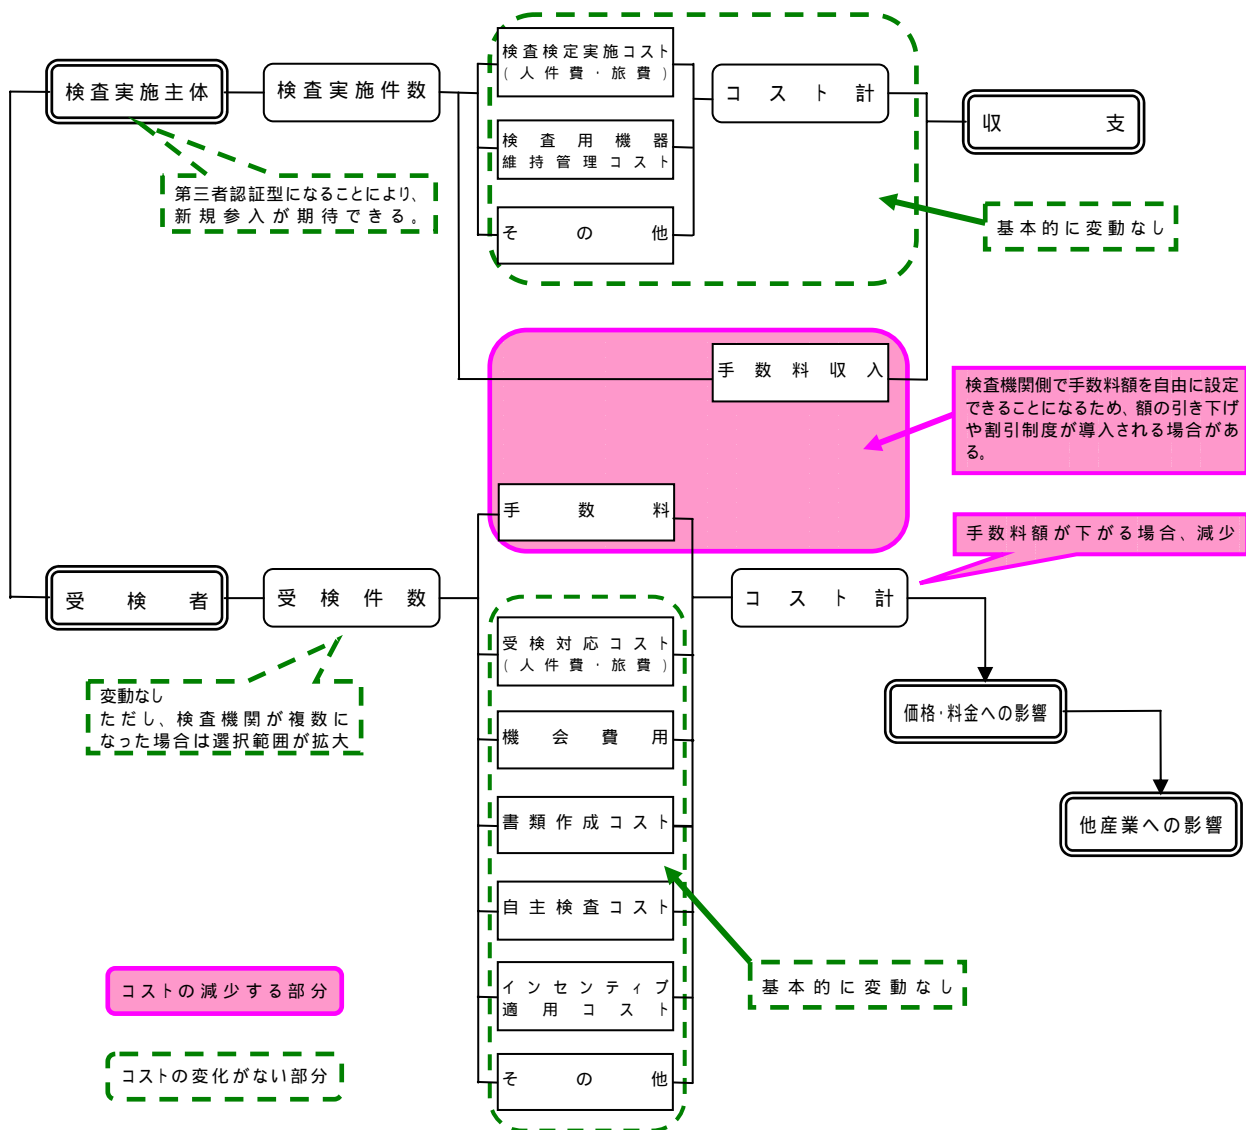 検査実施主体
検査実施件数
検査検定実施コスト
(人件費・旅費)
検査用機器
維持管理コスト
その他
コスト計
収支
第三者認証型になることにより、
新規参入が期待できる。
基本的に変動なし
手数料収入
検査機関側で手数料額を自由に設定
できることになるため、額の引き下げ
や割引制度が導入される場合があ
る。
手数料
手数料額が下がる場合、減少
受検者
受検件数
コスト計
受検対応コスト
(人件費・旅費)
機会費用
書類作成コスト
自主検査コスト
インセンティブ
適用コスト
その他
変動なし
ただし、検査機関が複数に
なった場合は選択範囲が拡大
価格・料金への影響
他産業への影響
基本的に変動なし
コストの減少する部分
コストの変化がない部分